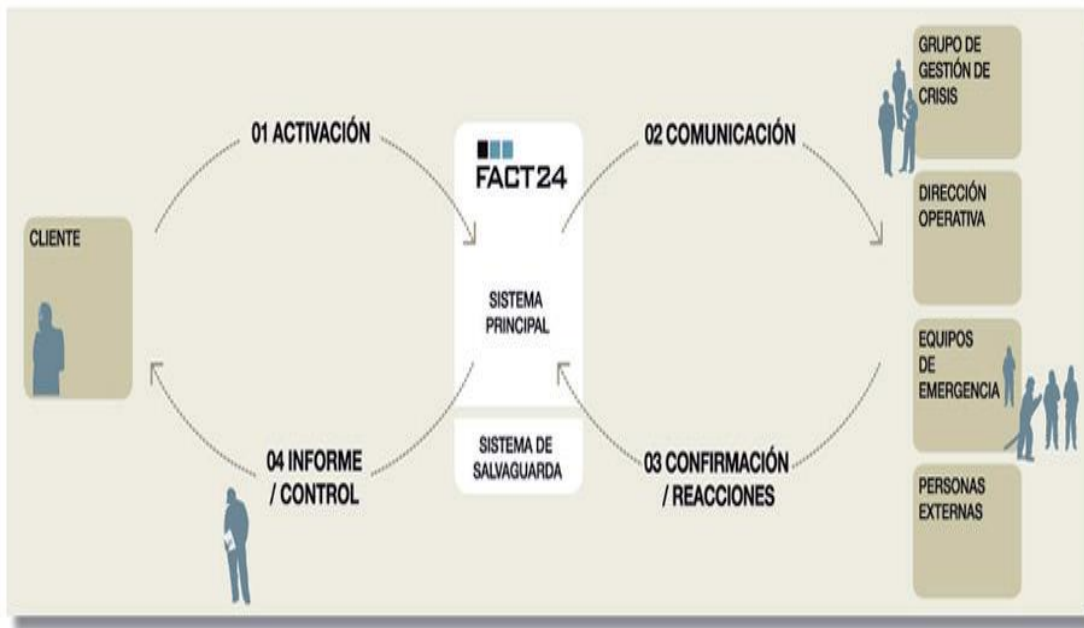 CLIENTE
01 ACTIVACIÓN
FACT24
SISTEMA
PRINCIPAL
SISTEMA DE
SALVAGUARDA
02 COMUNICACIÓN
GRUPO DE
GESTIÓN DE
CRISIS
DIRECCIÓN
OPERATIVA
EQUIPOS
DE
EMERGENCIA
PERSONAS
EXTERNAS
03 CONFIRMACIÓN
/ REACCIONES
04 INFORME
/ CONTROL